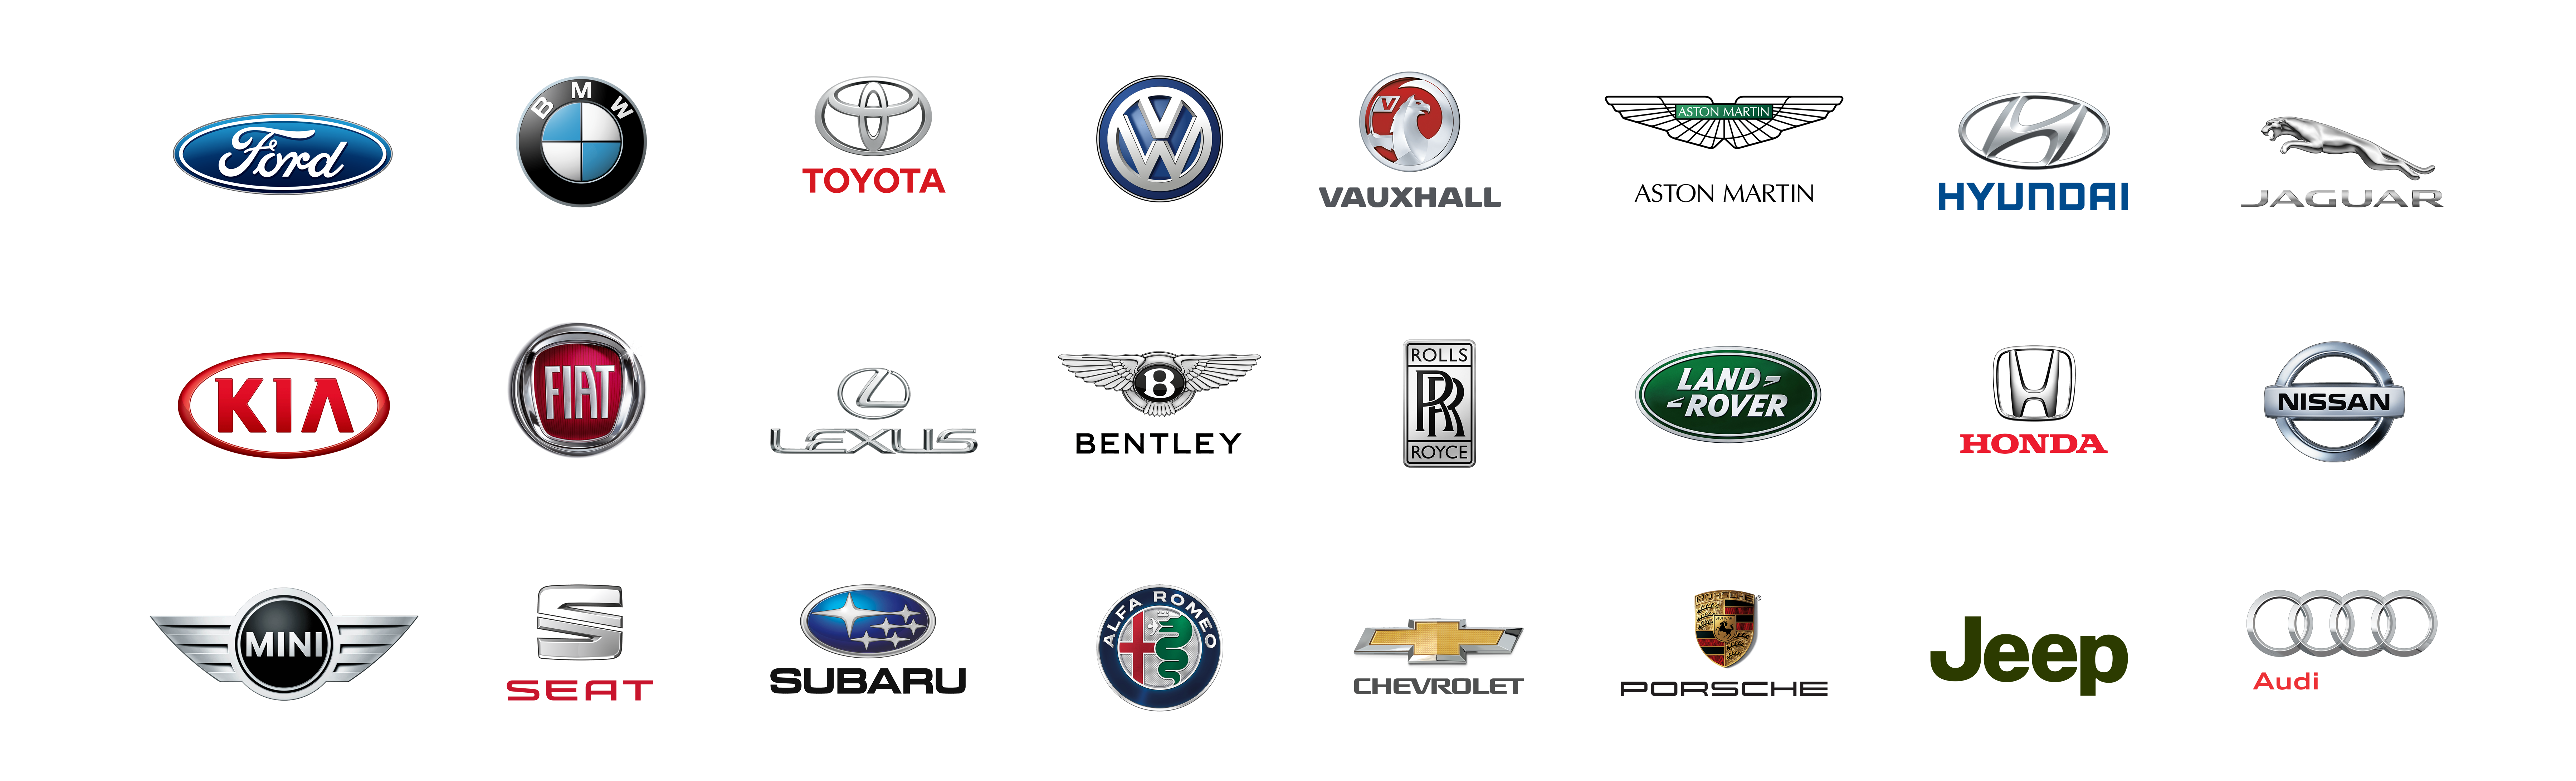 Ford
BMW
TOYOTA
VW
V
VAUXHALL
ASTON MARTIN
ASTON MARTIN
HYUNDAI
JAGUAR
KIA
FIAT
LEXUS
B
BENTLEY
ROLLS
RR
ROYCE
LAND-
-ROVER
HONDA
NISSAN
MINI
SEAT
SUBARU
ALFA ROMEO
CHEVROLET
PORSCHE
PORSCHE
Jeep
Audi